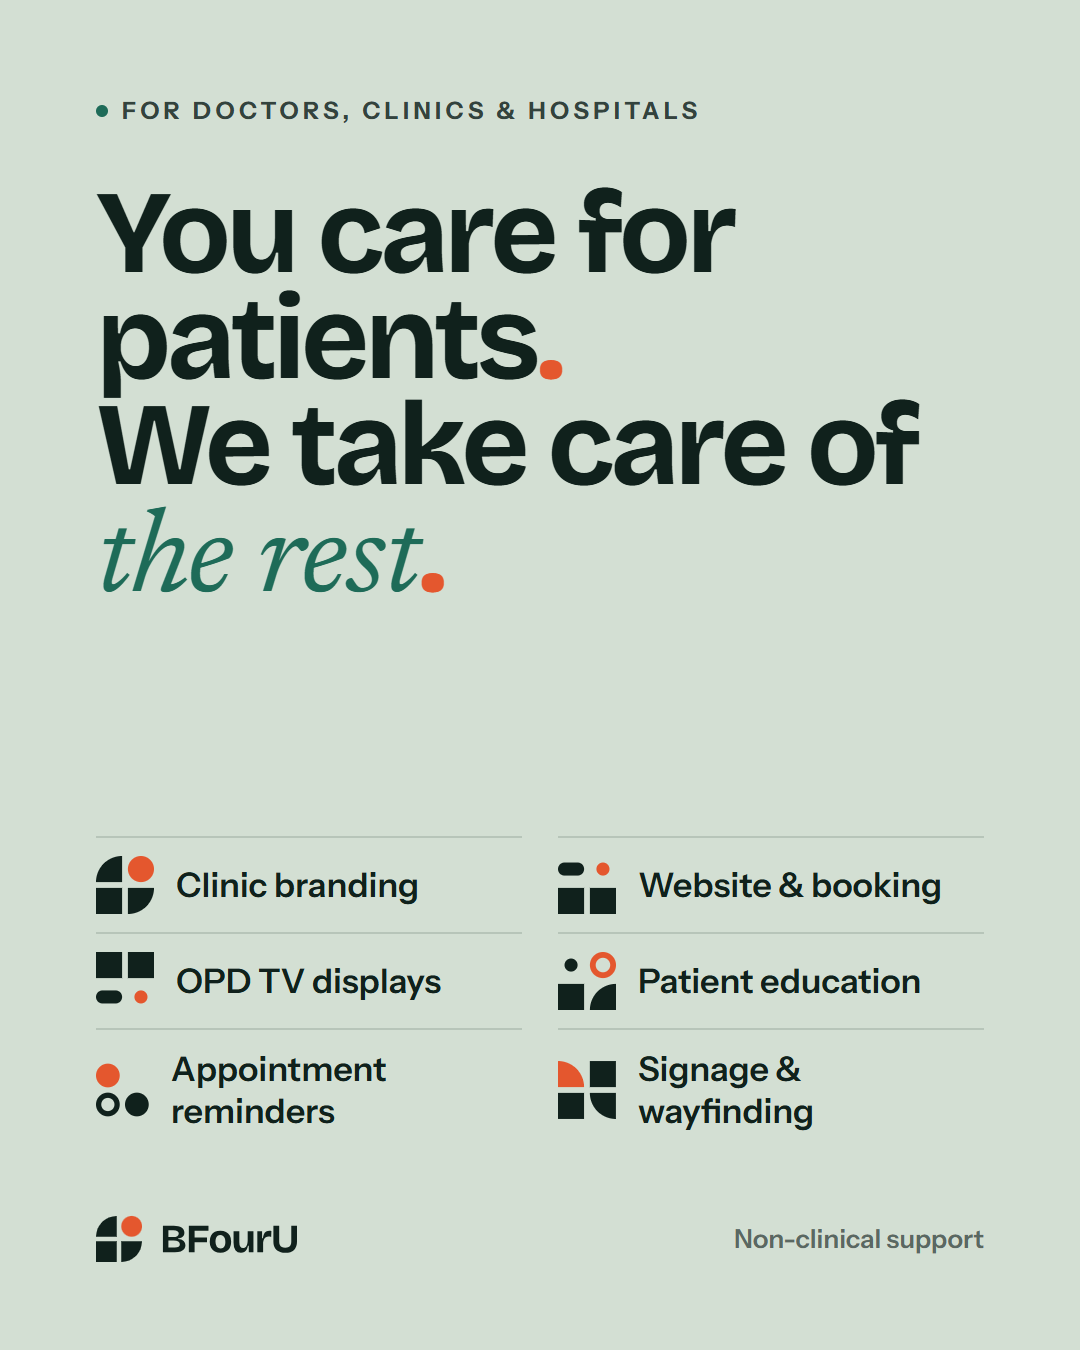 FOR DOCTORS, CLINICS & HOSPITALS
You care for
patients.
We take care of
the rest.
Clinic branding
Website & booking
OPD TV displays
Patient education
Appointment
reminders
Signage &
wayfinding
BFourU
Non-clinical support